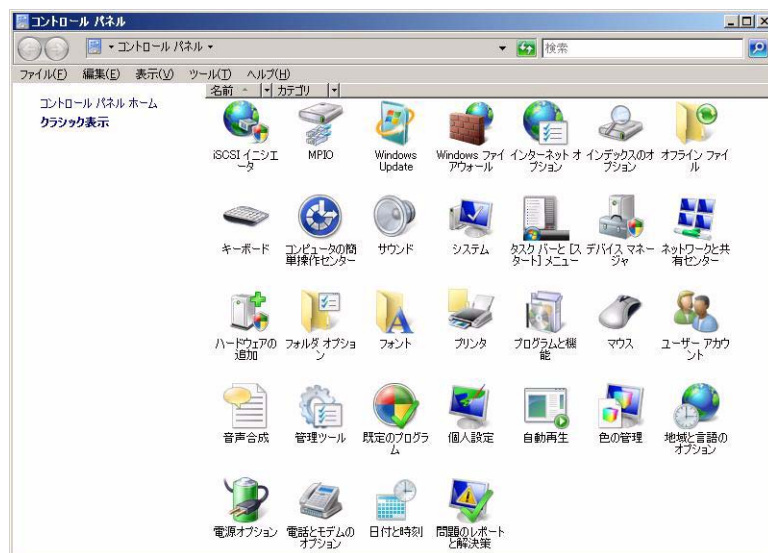 コントロール パネル
コントロール パネル
検索
ファイル(F) 編集(E) 表示(V) ツール(T) ヘルプ(H)
名前 カテゴリ
コントロール パネル ホーム
クラシック表示
iSCSI イニシエ
ータ
MPIO
Windows
Update
Windows ファイ
アウォール
インターネット オ
プション
インデックスのオ
プション
オフライン ファイ
ル
キーボード
コンピュータの簡
単操作センター
サウンド
システム
タスク バーと [ス
タート] メニュー
デバイス マネー
ジャ
ネットワークと共
有センター
ハードウェアの
追加
フォルダ オプショ
ン
フォント
プリンタ
プログラムと機
能
マウス
ユーザー アカウ
ント
音声合成
管理ツール
既定のプログラ
ム
個人設定
自動再生
色の管理
地域と言語の
オプション
電源オプション
電話とモデムの
オプション
日付と時刻
問題のレポート
と解決策